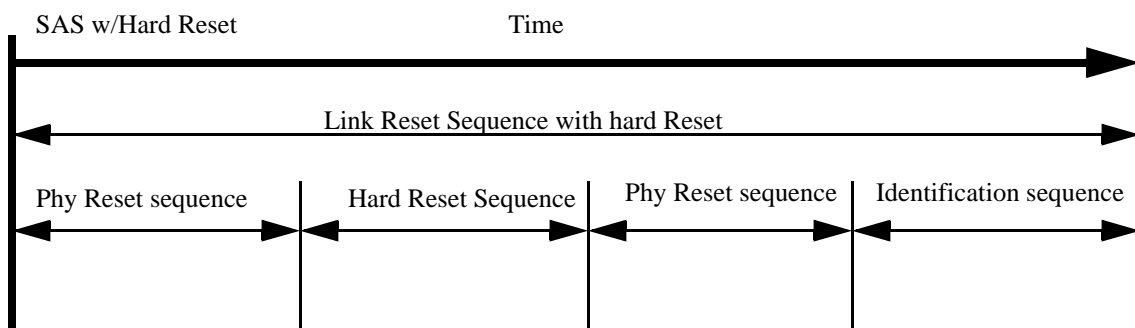 SAS w/Hard Reset
Time
Link Reset Sequence with hard Reset
Phy Reset sequence
Hard Reset Sequence
Phy Reset sequence
Identification sequence